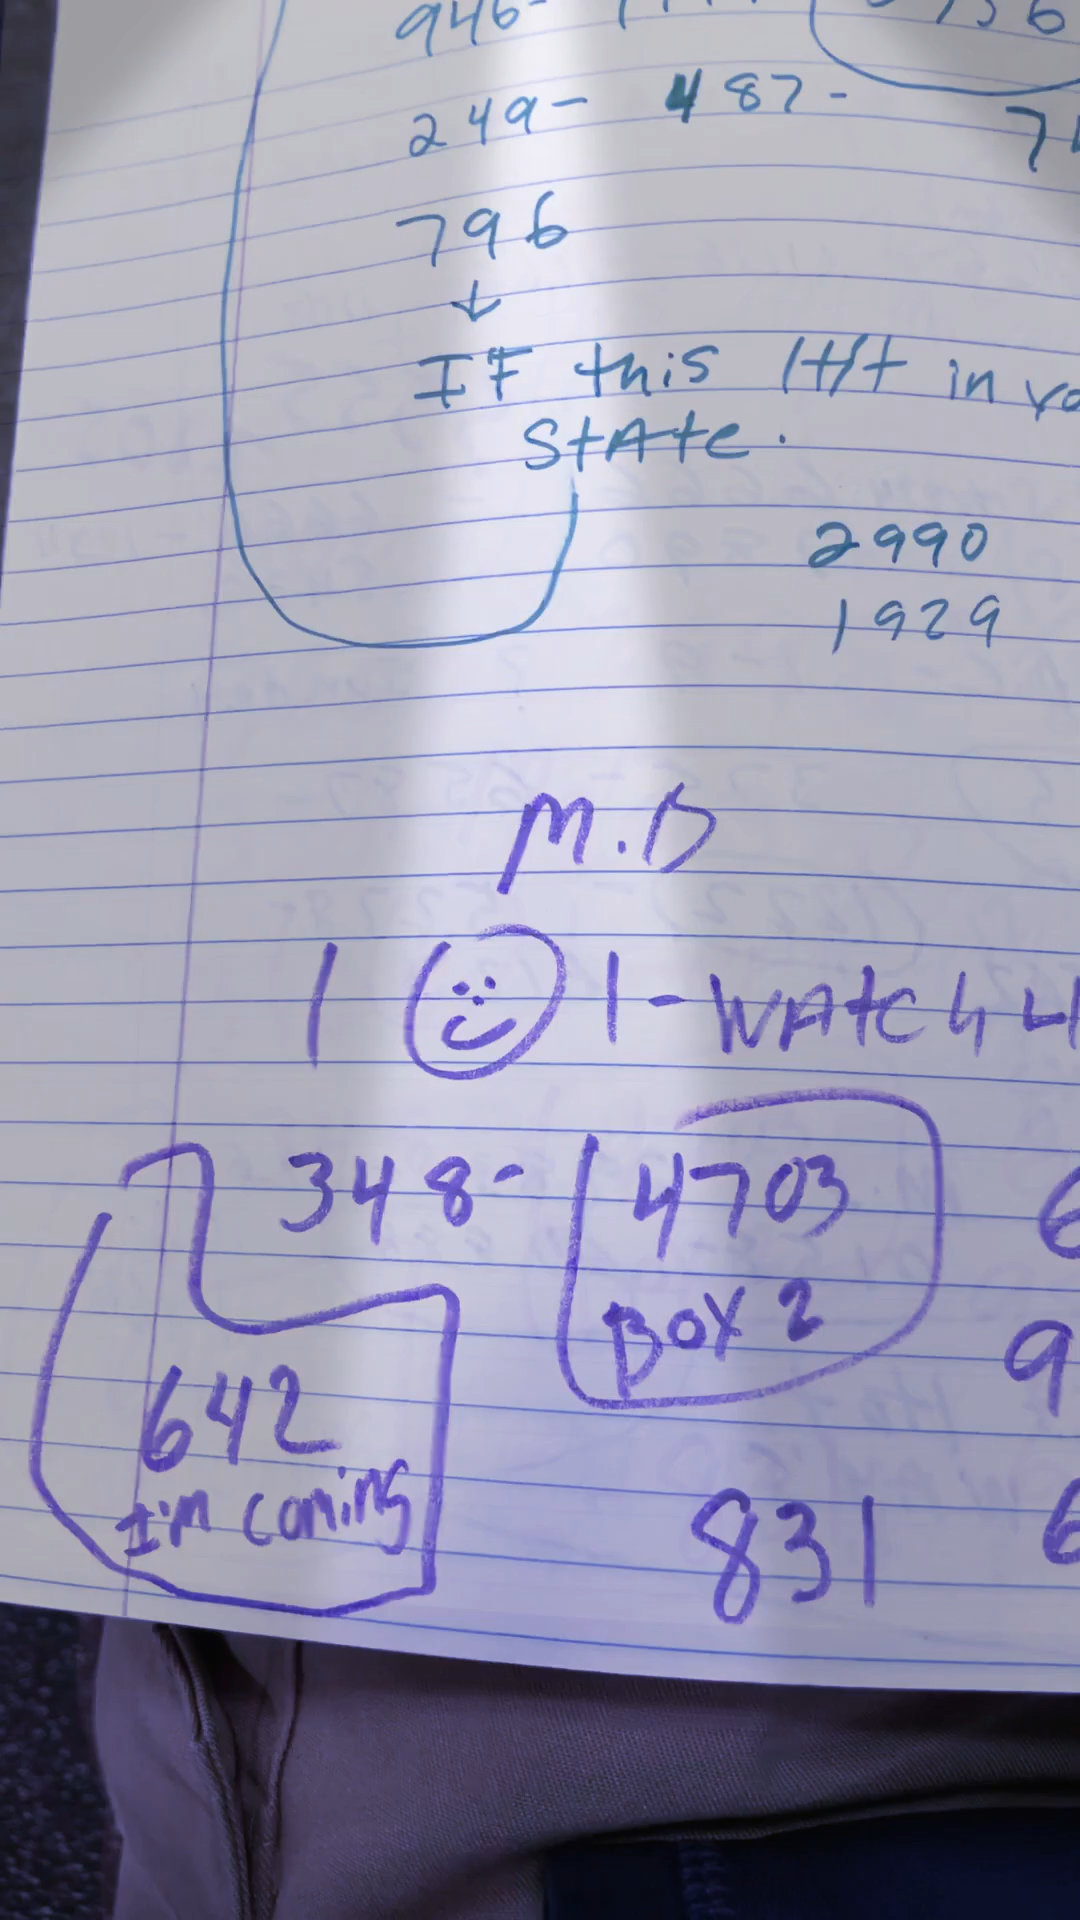 946-
249- 487-
796
↓
IF this Hit in
STATE.
2990
1929
M.D
1 1-WATCH
348- 4703
BOX 2
642
I'm coming
831